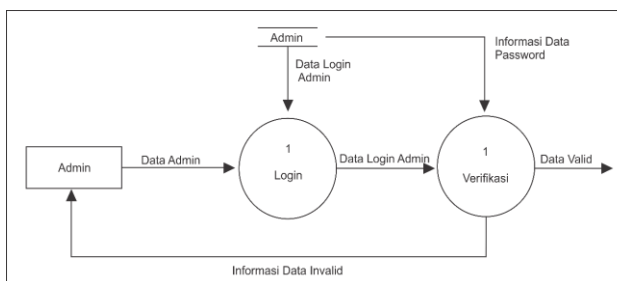 Admin
Informasi Data
Password
Data Login
Admin
1
Login
1
Verifikasi
Admin
Data Admin
Data Login Admin
Data Valid
Informasi Data Invalid